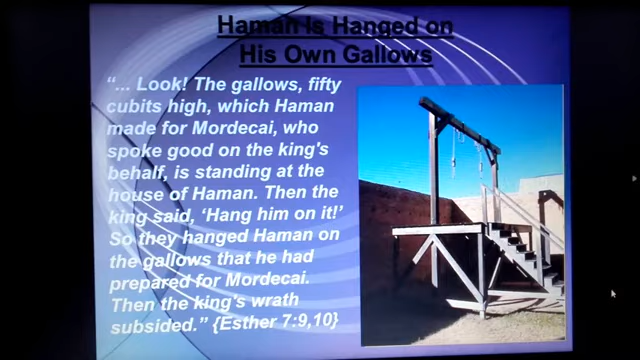 Haman Is Hanged on
His Own Gallows
“... Look! The gallows, fifty
cubits high, which Haman
made for Mordecai, who
spoke good on the king's
behalf, is standing at the
house of Haman. Then the
king said, ‘Hang him on it!’
So they hanged Haman on
the gallows that he had
prepared for Mordecai.
Then the king's wrath
subsided.” {Esther 7:9,10}